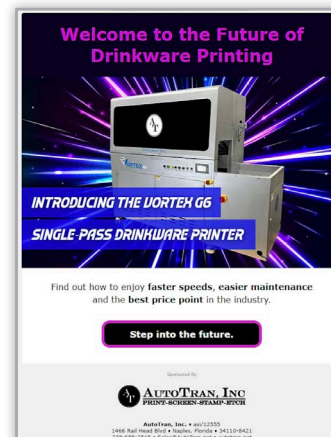 Welcome to the Future of
Drinkware Printing
VORTEX
INTRODUCING THE VORTEX G6
SINGLE-PASS DRINKWARE PRINTER
Find out how to enjoy faster speeds, easier maintenance
and the best price point in the industry.
Step into the future.
Sponsored By
AUTOTRAN, INC
PRINT-SCREEN-STAMP-ETCH
AutoTran, Inc. • asi/12555
1466 Rail Head Blvd • Naples, Florida • 34110-8421